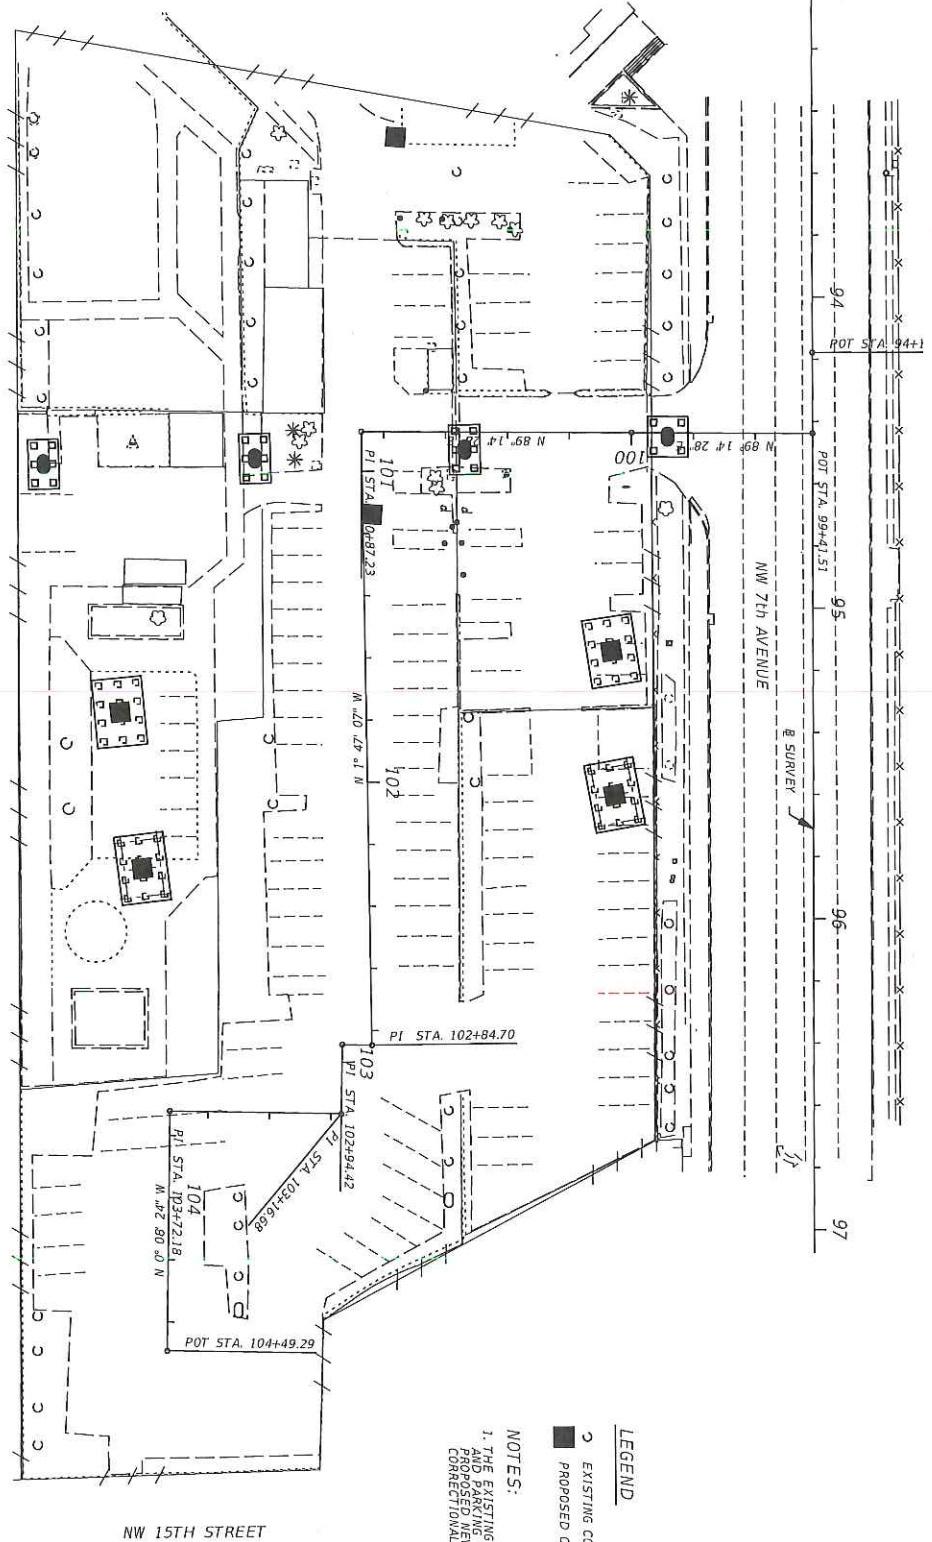 94
POT STA. 94+1
POT STA. 99+41.51
N 89° 14' 28"
N 89° 14' 28"
100
101
PI STA. 0+87.23
95
NW 7th AVENUE
B SURVEY
N 1° 47' 07" W
102
96
PI STA. 102+84.70
103
PI STA. 102+94.42
PI STA. 103+16.68
PI STA. 103+72.18
104
N 0° 08' 24" W
97
POT STA. 104+49.29
LEGEND
EXISTING CO
PROPOSED C
NOTES:
1. THE EXISTING
AND PARKING
PROPOSED NEW
CORRECTIONAL
NW 15TH STREET